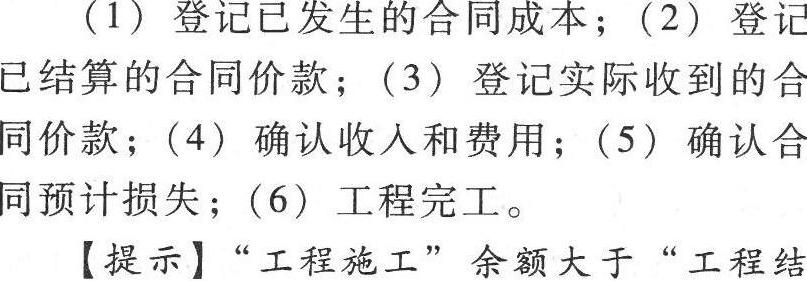 （1）登记已发生的合同成本；（2）登记
已结算的合同价款；（3）登记实际收到的合
同价款；（4）确认收入和费用；（5）确认合
同预计损失；（6）工程完工。
【提示】“工程施工”余额大于“工程结